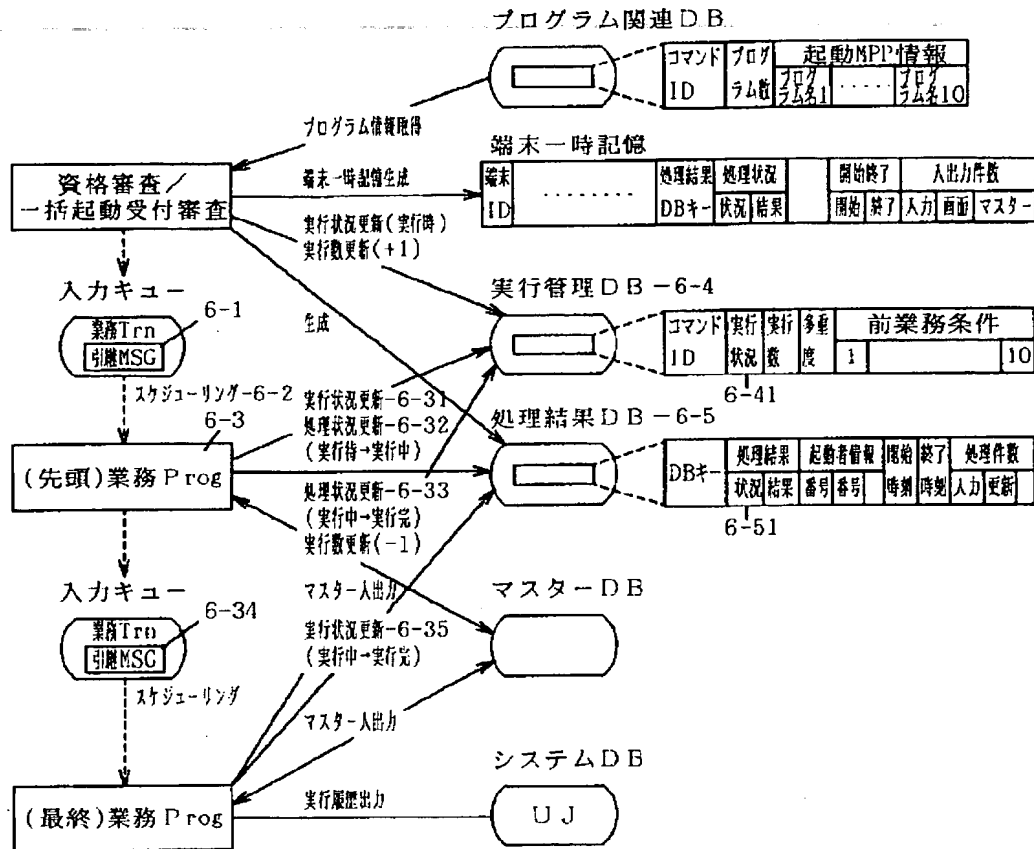 プログラム関連DB
コマンド
ID
プログ
ラム数
起動MPP情報
プログ
ラム名1
‥‥‥
プログ
ラム名10
プログラム情報取得
端末一時記憶
資格審査/
一括起動受付審査
端末一時記憶生成
端末
ID
‥‥‥‥
処理結果
DBキー
処理状況
状況
結果
開始終了
開始
終了
入出力件数
入力
画面
マスター
実行状況更新(実行時)
実行数更新(+1)
実行管理DB-6-4
入力キュー
6-1
業務Trn
引継MSG
生成
コマンド
ID
実行
状況
実行
数
多重
度
前業務条件
1
10
6-41
スケジューリング-6-2
6-3
実行状況更新-6-31
処理状況更新-6-32
(実行待→実行中)
処理結果DB-6-5
(先頭)業務Prog
DBキー
処理結果
状況
結果
起動者情報
番号
番号
開始
時刻
終了
時刻
処理件数
入力
更新
6-51
処理状況更新-6-33
(実行中→実行完)
実行数更新(-1)
入力キュー
6-34
業務Trn
引継MSG
マスター入出力
マスターDB
実行状況更新-6-35
(実行中→実行完)
スケジューリング
マスター入出力
システムDB
(最終)業務Prog
実行履歴出力
UJ